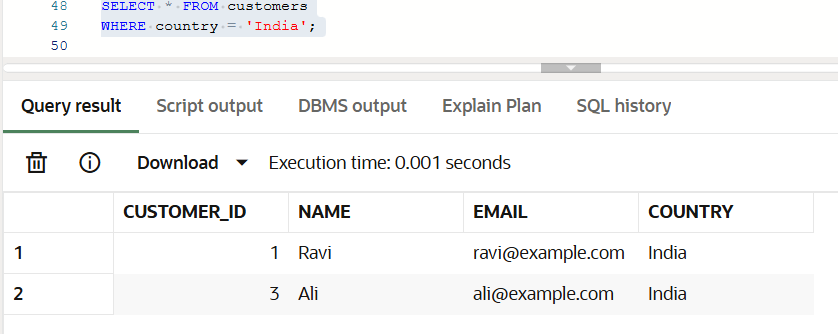 48 SELECT * FROM customers
49 WHERE country = 'India';
50
Query result Script output DBMS output Explain Plan SQL history
Download Execution time: 0.001 seconds
CUSTOMER_ID NAME EMAIL COUNTRY
1 1 Ravi ravi@example.com India
2 3 Ali ali@example.com India